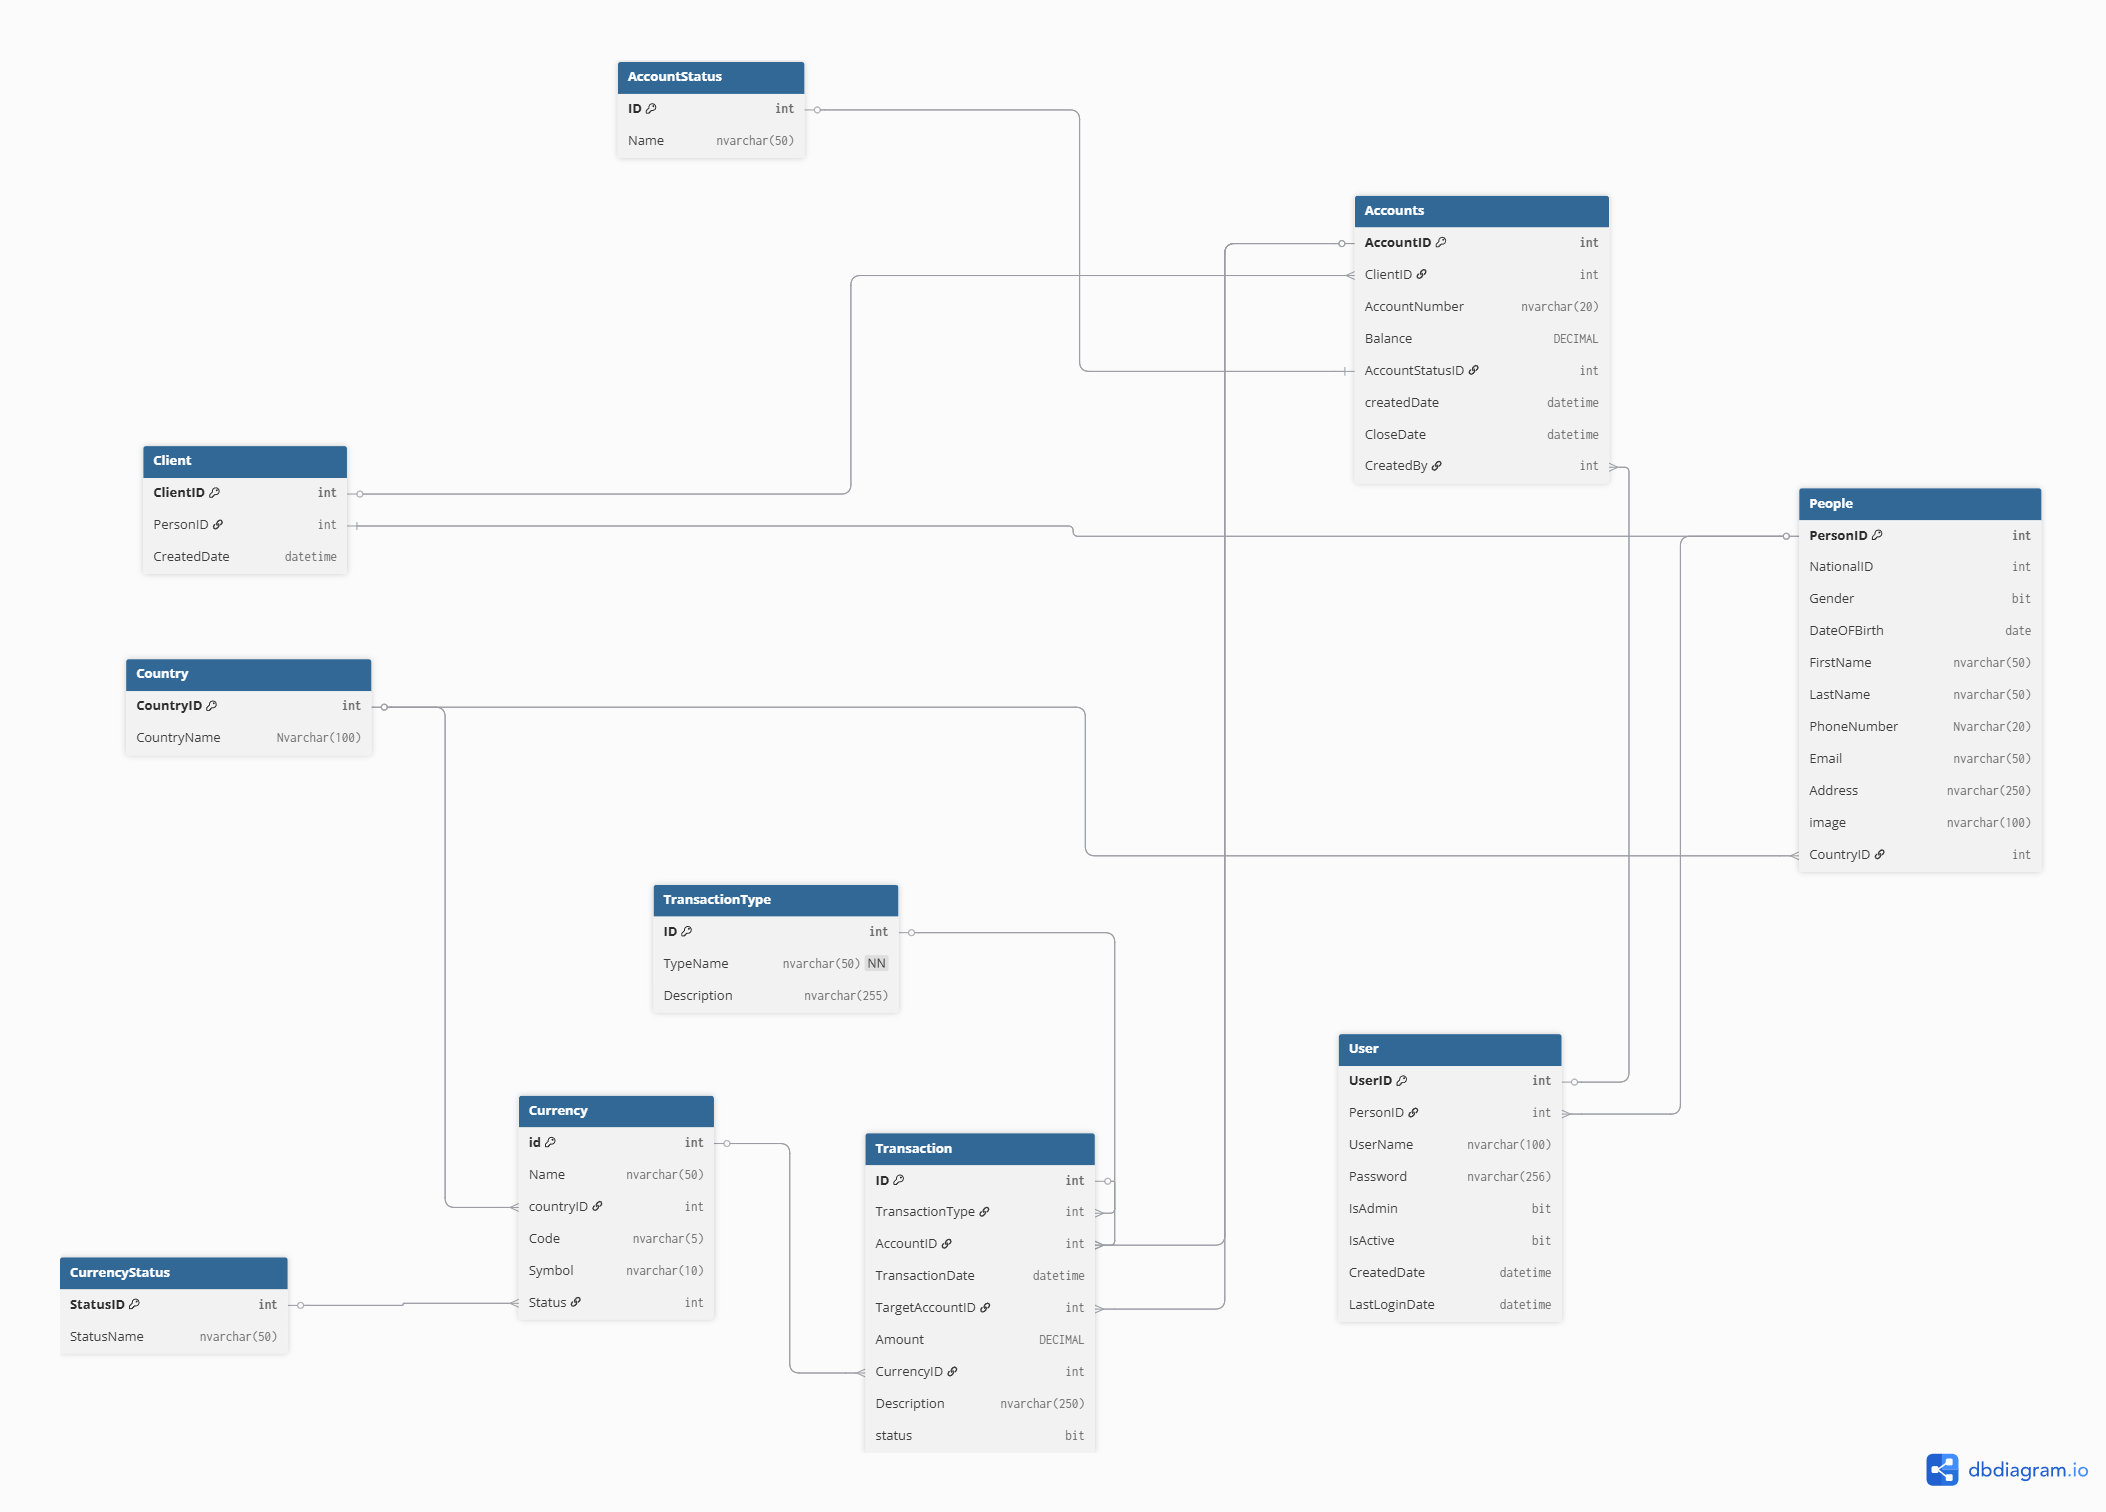 AccountStatus
ID int
Name nvarchar(50)
Accounts
AccountID int
ClientID int
AccountNumber nvarchar(20)
Balance DECIMAL
AccountStatusID int
createdDate datetime
CloseDate datetime
CreatedBy int
Client
ClientID int
PersonID int
CreatedDate datetime
People
PersonID int
NationalID int
Gender bit
DateOFBirth date
FirstName nvarchar(50)
LastName nvarchar(50)
PhoneNumber Nvarchar(20)
Email nvarchar(50)
Address nvarchar(250)
image nvarchar(100)
CountryID int
Country
CountryID int
CountryName Nvarchar(100)
TransactionType
ID int
TypeName nvarchar(50) NN
Description nvarchar(255)
User
UserID int
PersonID int
UserName nvarchar(100)
Password nvarchar(256)
IsAdmin bit
IsActive bit
CreatedDate datetime
LastLoginDate datetime
Currency
id int
Name nvarchar(50)
countryID int
Code nvarchar(5)
Symbol nvarchar(10)
Status int
Transaction
ID int
TransactionType int
AccountID int
TransactionDate datetime
TargetAccountID int
Amount DECIMAL
CurrencyID int
Description nvarchar(250)
status bit
CurrencyStatus
StatusID int
StatusName nvarchar(50)
dbdiagram.io